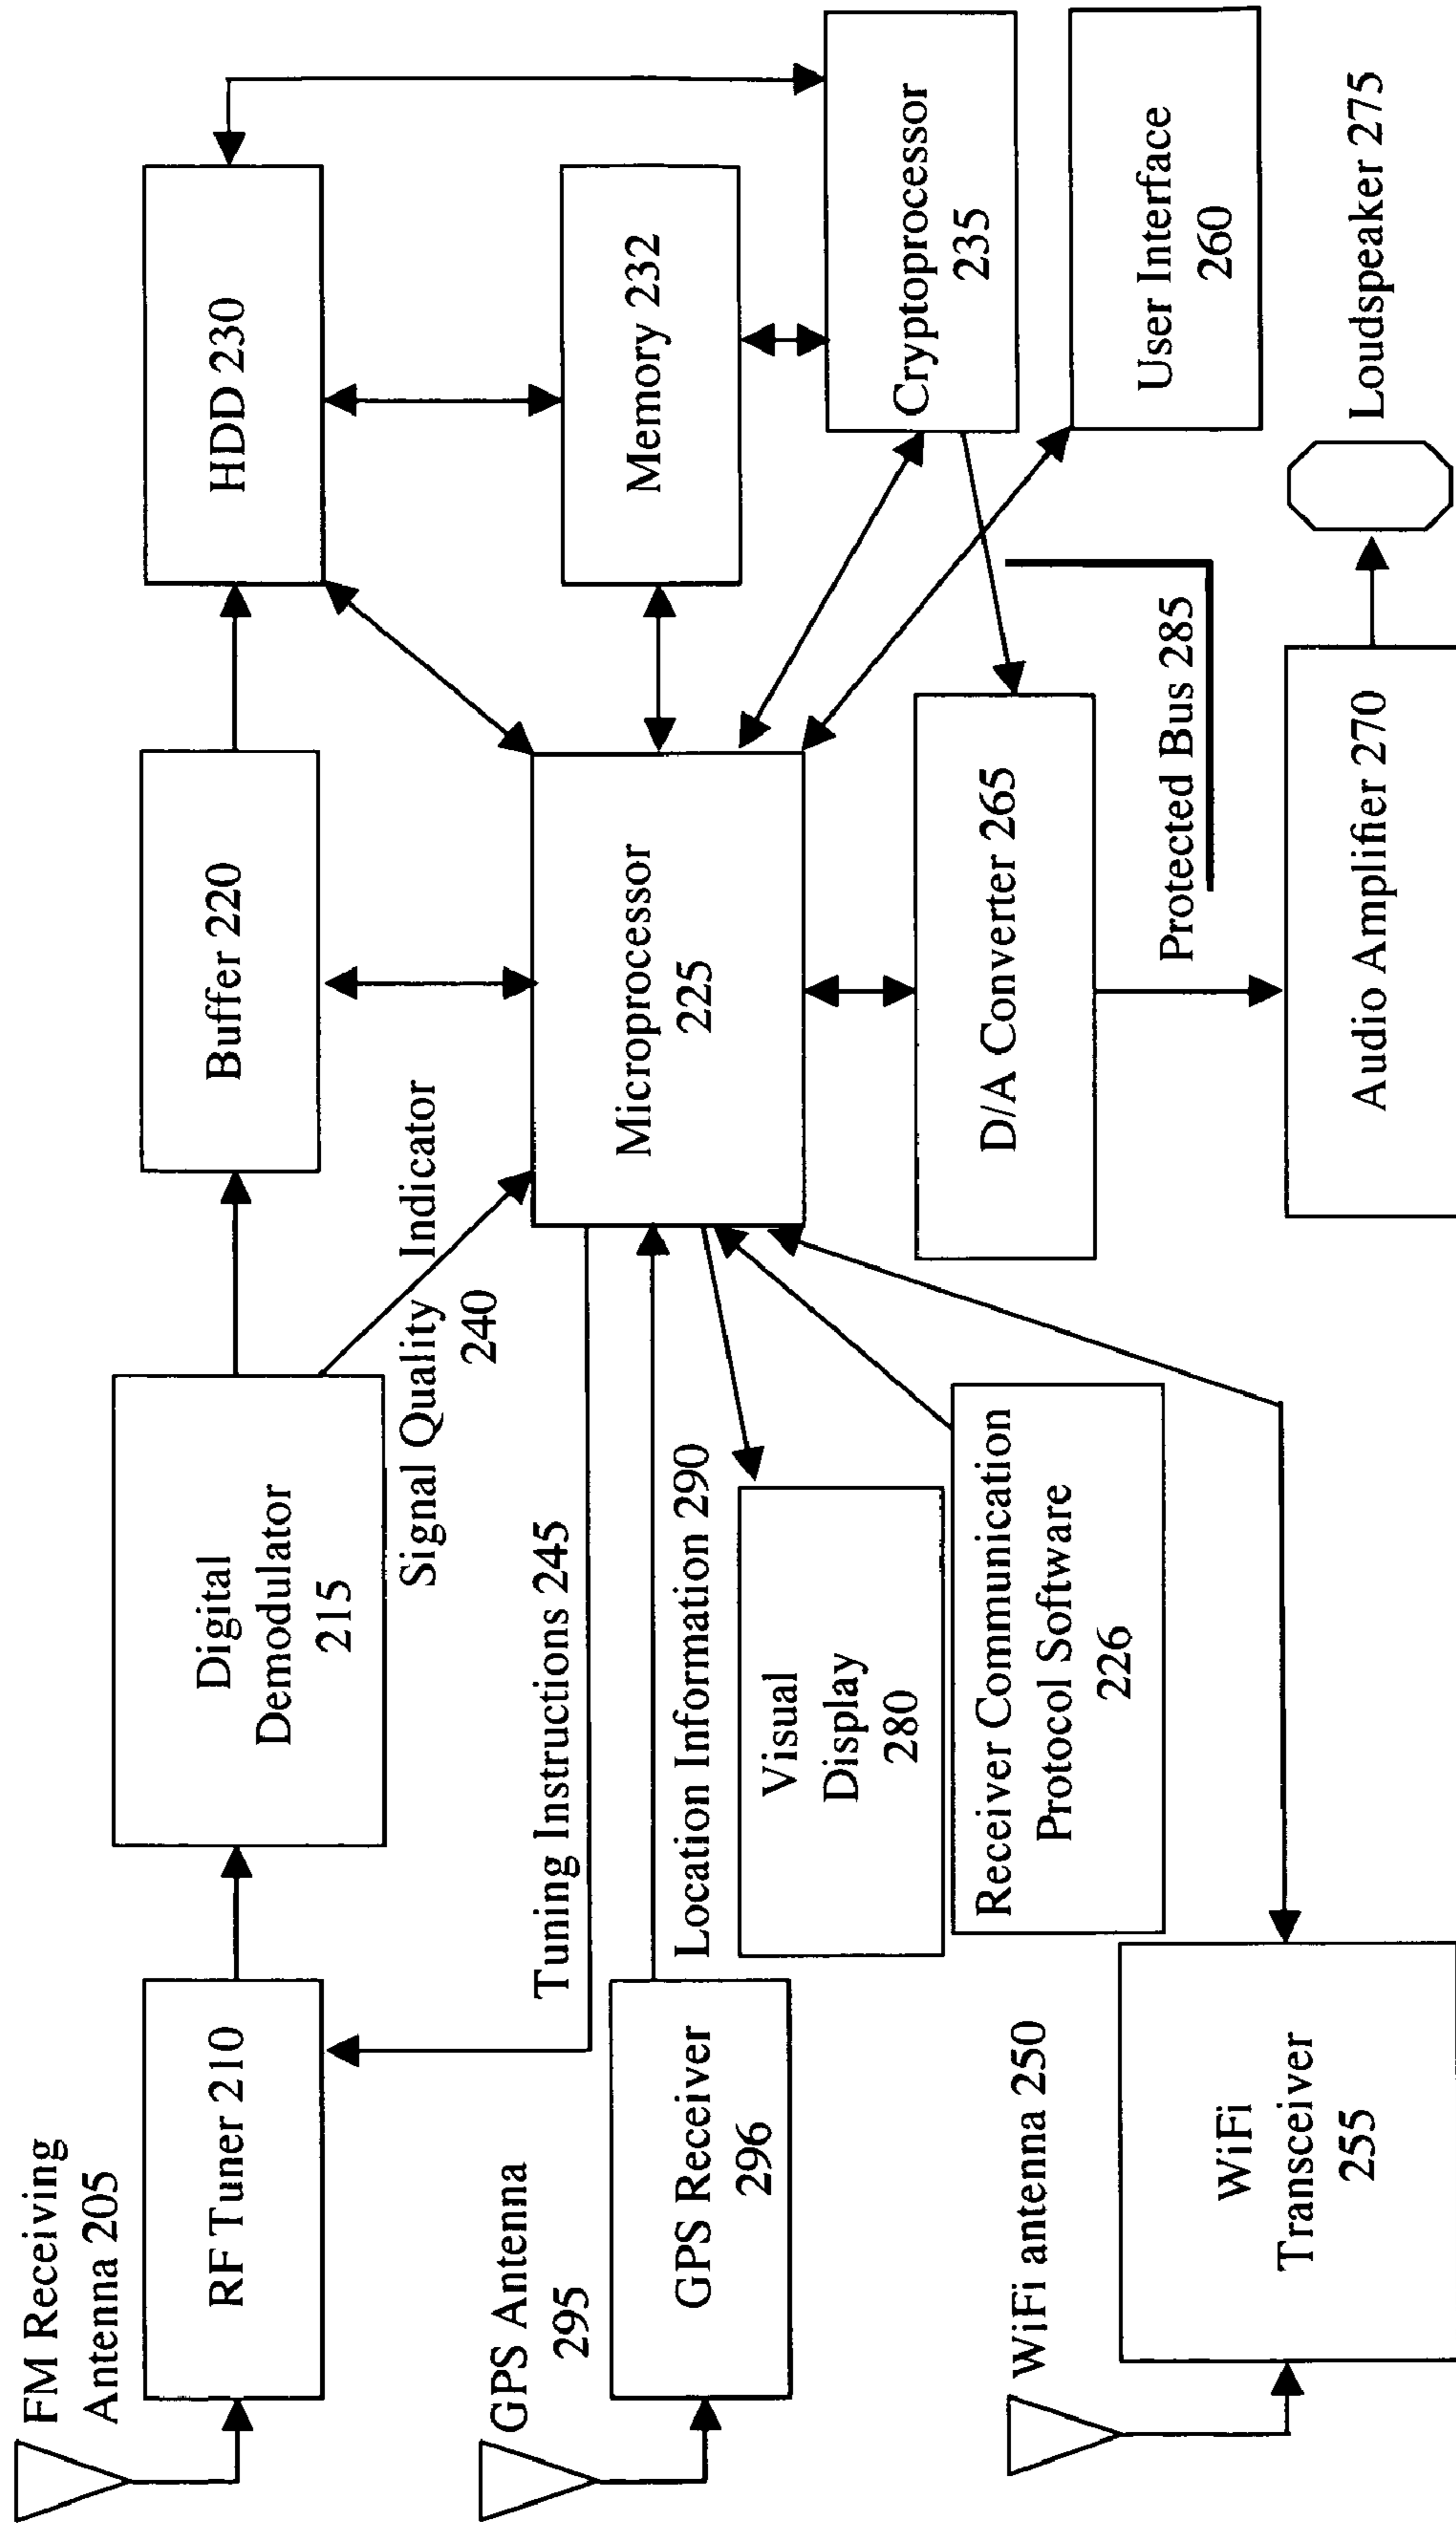 FM Receiving
Antenna 205
RF Tuner 210
Digital
Demodulator
215
Buffer 220
HDD 230
Signal Quality Indicator
240
Tuning Instructions 245
GPS Antenna
295
GPS Receiver
296
Location Information 290
Microprocessor
225
Memory 232
Visual
Display
280
Cryptoprocessor
235
D/A Converter 265
Receiver Communication
Protocol Software
226
User Interface
260
Protected Bus 285
WiFi antenna 250
WiFi
Transceiver
255
Audio Amplifier 270
Loudspeaker 275